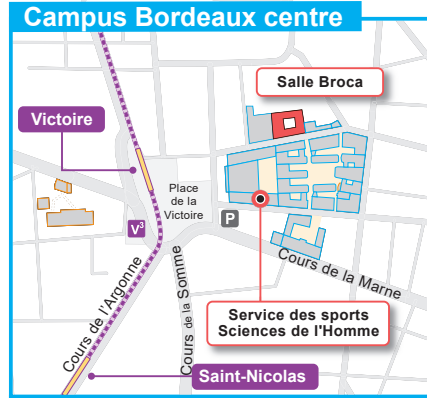 Campus Bordeaux centre
Salle Broca
Victoire
Place
de la
Victoire
V³
P
Cours de la Marne
Cours de l'Argonne
Cours de la Somme
Service des sports
Sciences de l'Homme
Saint-Nicolas